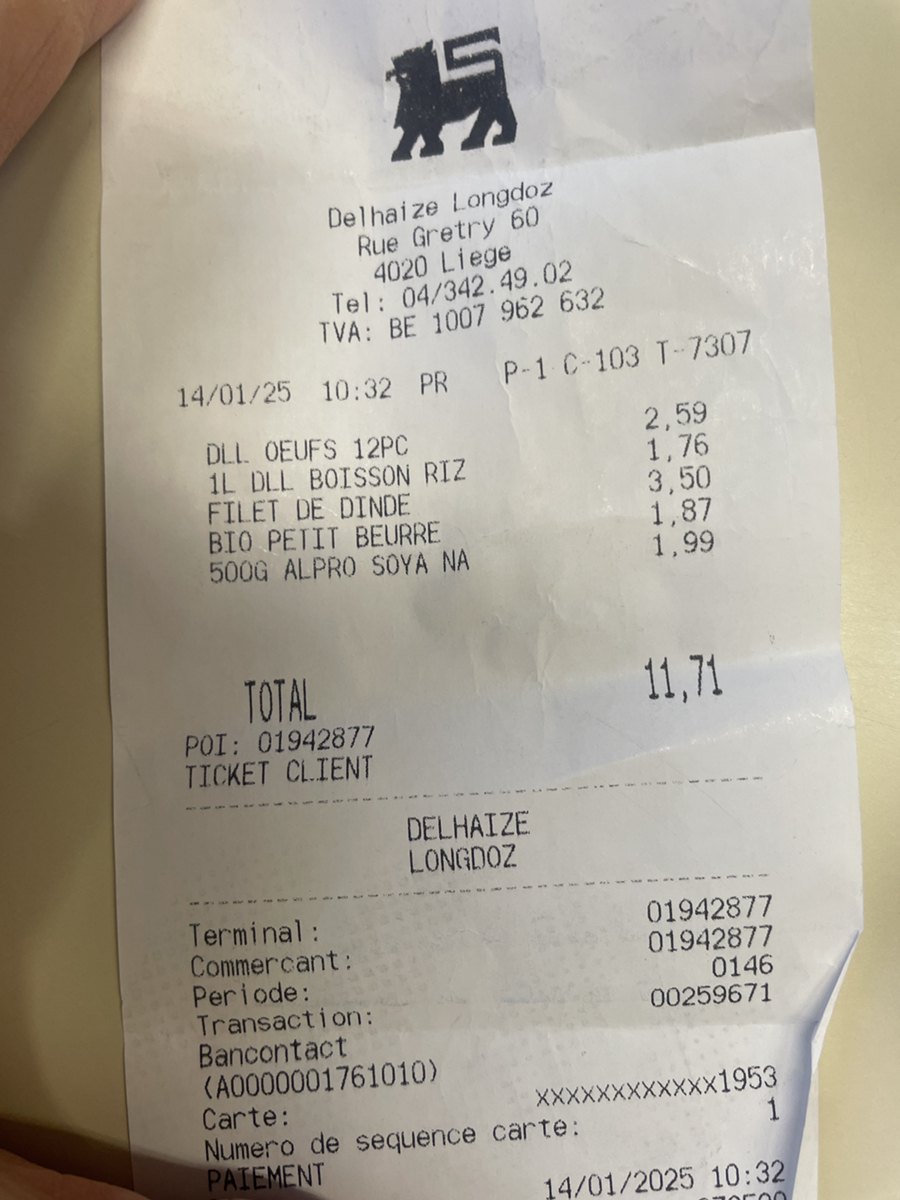 Delhaize Longdoz
Rue Gretry 60
4020 Liege
Tel: 04/342.49.02
TVA: BE 1007 962 632
14/01/25 10:32 PR P-1 C-103 T-7307
DLL OEUFS 12PC 2,59
1L DLL BOISSON RIZ 1,76
FILET DE DINDE 3,50
BIO PETIT BEURRE 1,87
500G ALPRO SOYA NA 1,99
TOTAL 11,71
POI: 01942877
TICKET CLIENT
DELHAIZE
LONGDOZ
Terminal: 01942877
Commercant: 01942877
Periode: 0146
Transaction: 00259671
Bancontact
(A0000001761010)
Carte: xxxxxxxxxxxx1953
Numero de sequence carte: 1
PAIEMENT 14/01/2025 10:32